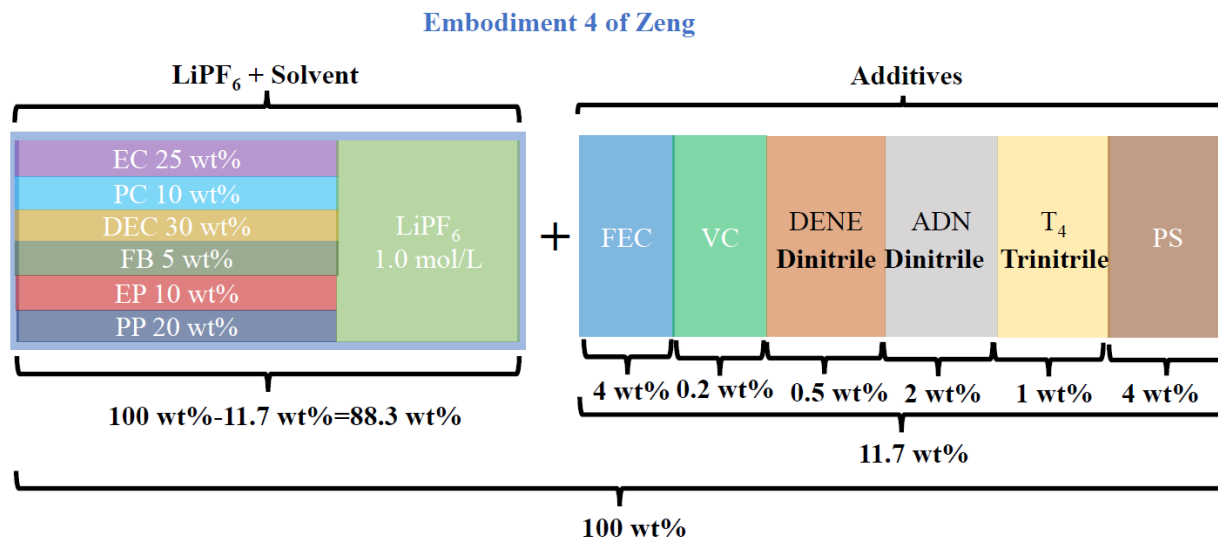 Embodiment 4 of Zeng
LiPF6 + Solvent
Additives
EC 25 wt%
PC 10 wt%
DEC 30 wt%
FB 5 wt%
EP 10 wt%
PP 20 wt%
LiPF6
1.0 mol/L
+
FEC
VC
DENE
Dinitrile
ADN
Dinitrile
T4
Trinitrile
PS
4 wt%
0.2 wt%
0.5 wt%
2 wt%
1 wt%
4 wt%
100 wt%-11.7 wt%=88.3 wt%
11.7 wt%
100 wt%